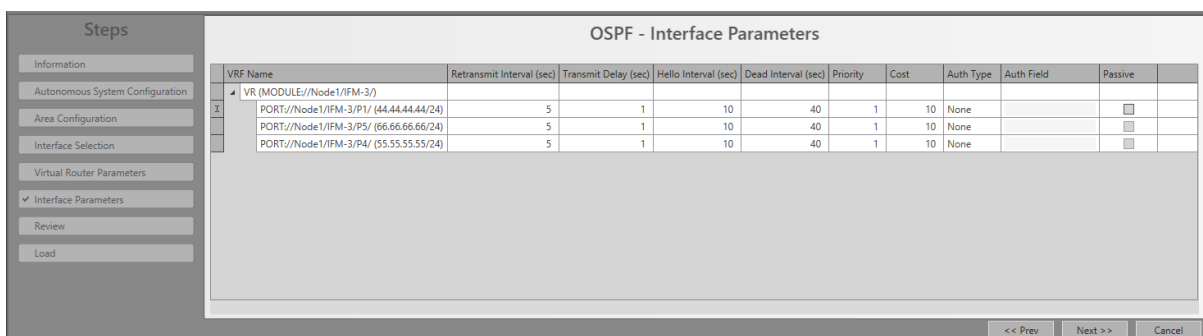 Steps
Information
Autonomous System Configuration
Area Configuration
Interface Selection
Virtual Router Parameters
Interface Parameters
Review
Load
OSPF - Interface Parameters
VRF Name Retransmit Interval (sec) Transmit Delay (sec) Hello Interval (sec) Dead Interval (sec) Priority Cost Auth Type Auth Field Passive
VR (MODULE://Node1/IFM-3/)
PORT://Node1/IFM-3/P1/ (44.44.44.44/24) 5 1 10 40 1 10 None
PORT://Node1/IFM-3/P5/ (66.66.66.66/24) 5 1 10 40 1 10 None
PORT://Node1/IFM-3/P4/ (55.55.55.55/24) 5 1 10 40 1 10 None
<< Prev Next >> Cancel